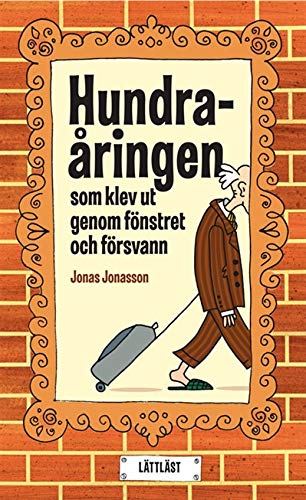 Hundra-
åringen
som klev ut
genom fönstret
och försvann
Jonas Jonasson
LÄTTLÄST